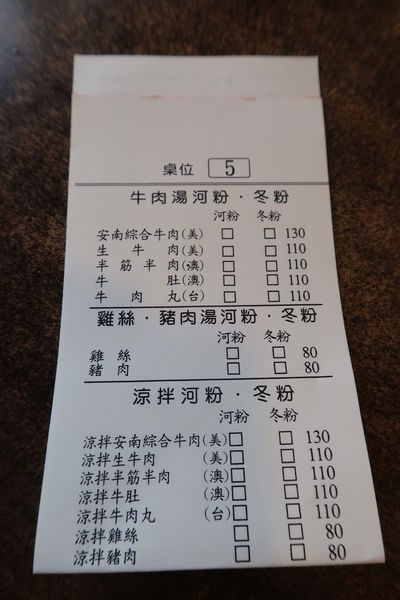 桌位 5
牛肉湯河粉．冬粉
河粉 冬粉
安南綜合牛肉(美) □ □ 130
生牛肉(美) □ □ 110
半筋半肉(澳) □ □ 110
牛肚(澳) □ □ 110
牛肉丸(台) □ □ 110
雞絲．豬肉湯河粉．冬粉
河粉 冬粉
雞絲 □ □ 80
豬肉 □ □ 80
涼拌河粉．冬粉
河粉 冬粉
涼拌安南綜合牛肉(美) □ □ 130
涼拌生牛肉(美) □ □ 110
涼拌半筋半肉(澳) □ □ 110
涼拌牛肚(澳) □ □ 110
涼拌牛肉丸(台) □ □ 110
涼拌雞絲 □ □ 80
涼拌豬肉 □ □ 80